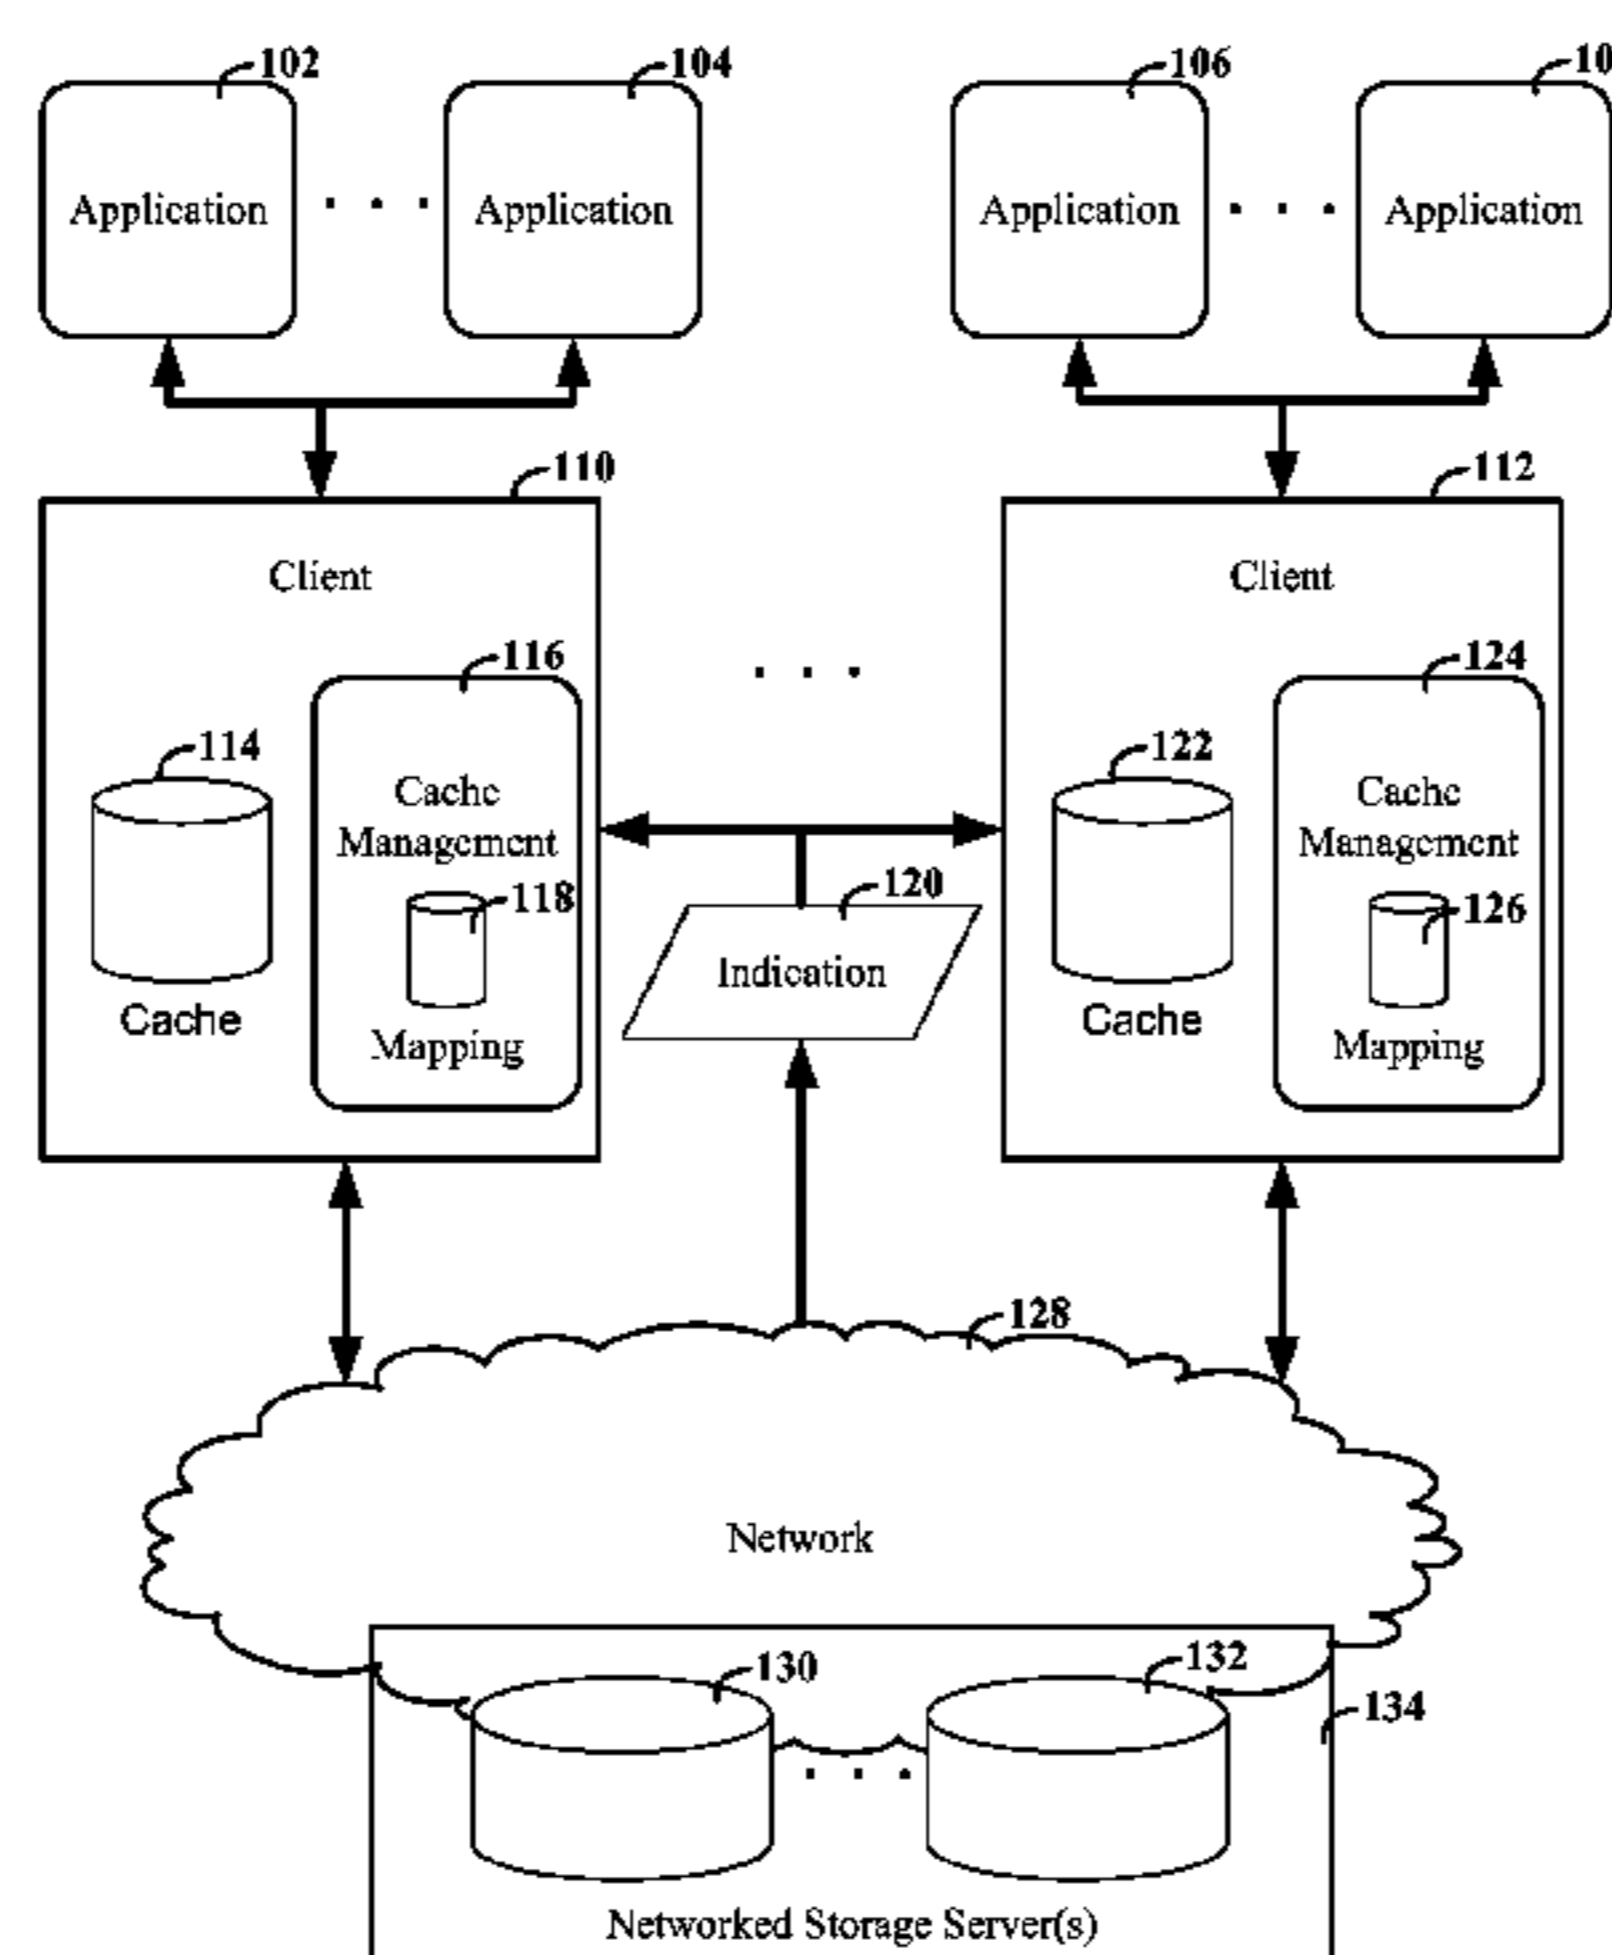 102
104
106
10
Application
Application
Application
Application
110
112
Client
Client
116
124
114
122
Cache
Management
Cache
Management
118
120
126
Indication
Cache
Mapping
Cache
Mapping
128
Network
130
132
134
Networked Storage Server(s)